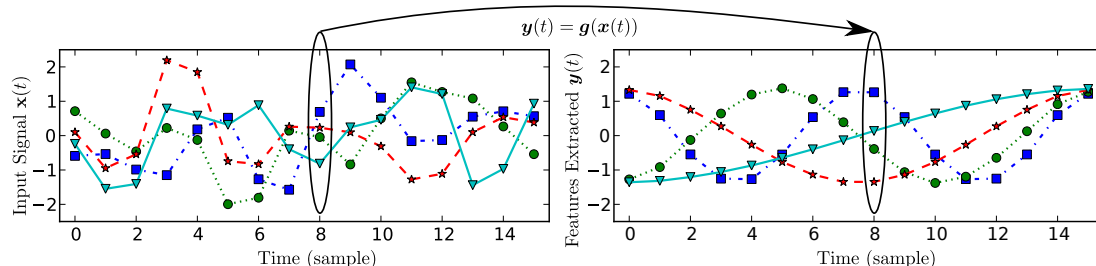 y(t) = g(x(t))
Input Signal x(t)
2
1
0
−1
−2
0 2 4 6 8 10 12 14
Time (sample)
Features Extracted y(t)
2
1
0
−1
−2
0 2 4 6 8 10 12 14
Time (sample)